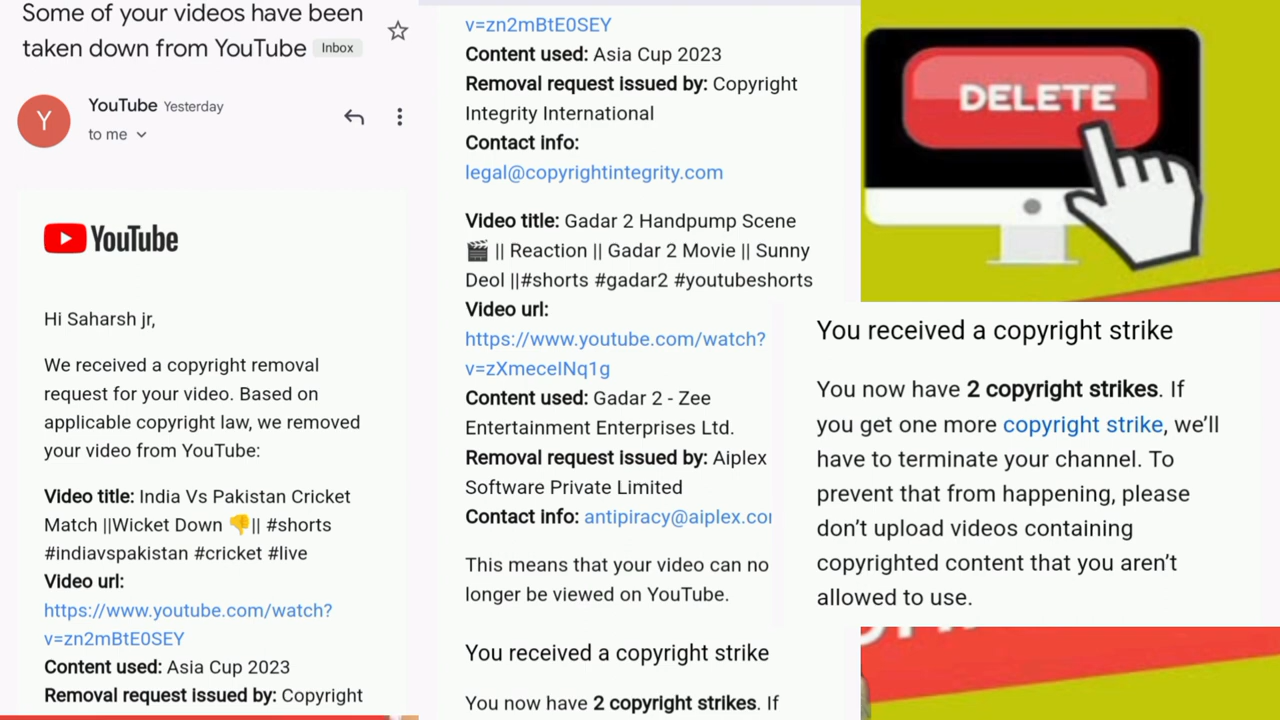 Some of your videos have been
taken down from YouTube Inbox
Y
YouTube Yesterday
to me
YouTube
Hi Saharsh jr,
We received a copyright removal
request for your video. Based on
applicable copyright law, we removed
your video from YouTube:
Video title: India Vs Pakistan Cricket
Match ||Wicket Down 👎|| #shorts
#indiavspakistan #cricket #live
Video url:
https://www.youtube.com/watch?
v=zn2mBtE0SEY
Content used: Asia Cup 2023
Removal request issued by: Copyright
v=zn2mBtE0SEY
Content used: Asia Cup 2023
Removal request issued by: Copyright
Integrity International
Contact info:
legal@copyrightintegrity.com
Video title: Gadar 2 Handpump Scene
🎬 || Reaction || Gadar 2 Movie || Sunny
Deol ||#shorts #gadar2 #youtubeshorts
Video url:
https://www.youtube.com/watch?
v=zXmeceINq1g
Content used: Gadar 2 - Zee
Entertainment Enterprises Ltd.
Removal request issued by: Aiplex
Software Private Limited
Contact info: antipiracy@aiplex.co
This means that your video can no
longer be viewed on YouTube.
You received a copyright strike
You now have 2 copyright strikes. If
DELETE
You received a copyright strike
You now have 2 copyright strikes. If
you get one more copyright strike, we'll
have to terminate your channel. To
prevent that from happening, please
don't upload videos containing
copyrighted content that you aren't
allowed to use.